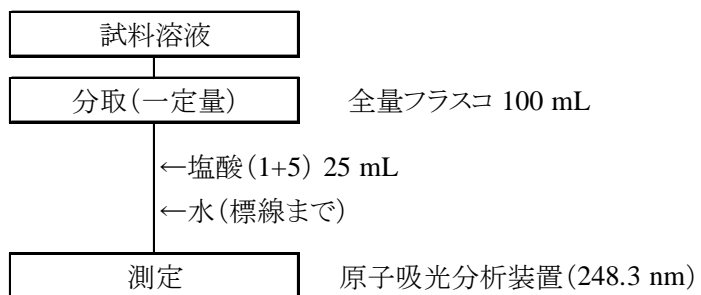 試料溶液
分取(一定量) 全量フラスコ 100 mL
←塩酸(1+5) 25 mL
←水(標線まで)
測定 原子吸光分析装置(248.3 nm)